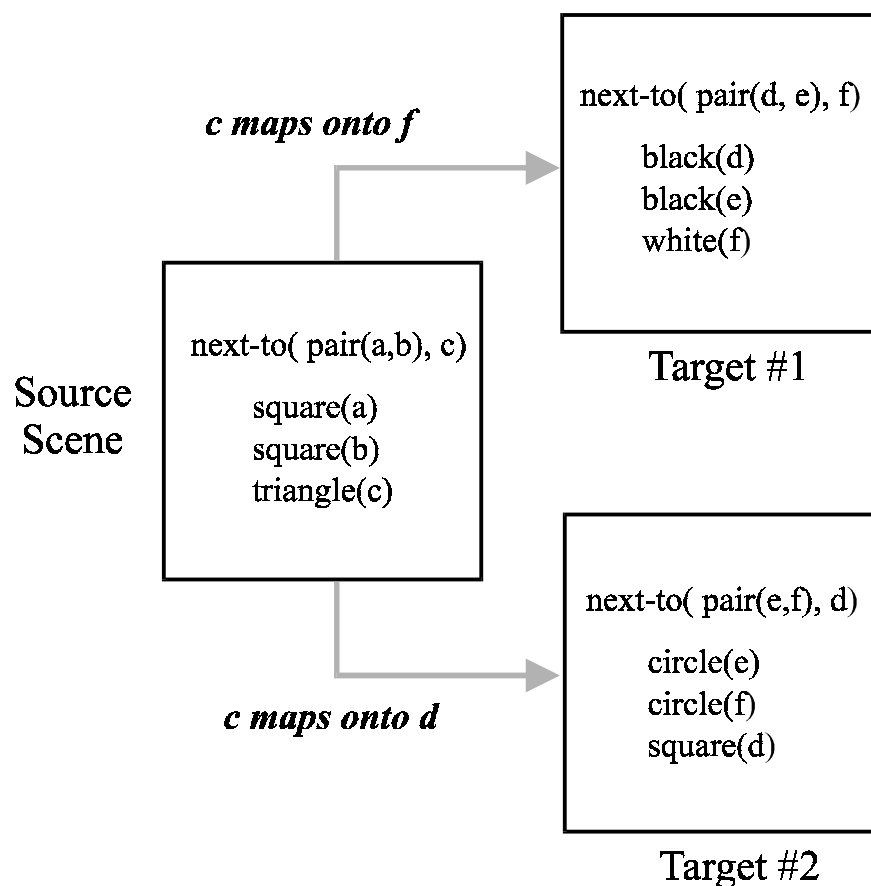 c maps onto f
next-to( pair(d, e), f)
black(d)
black(e)
white(f)
Target #1
Source
Scene
next-to( pair(a,b), c)
square(a)
square(b)
triangle(c)
c maps onto d
next-to( pair(e,f), d)
circle(e)
circle(f)
square(d)
Target #2